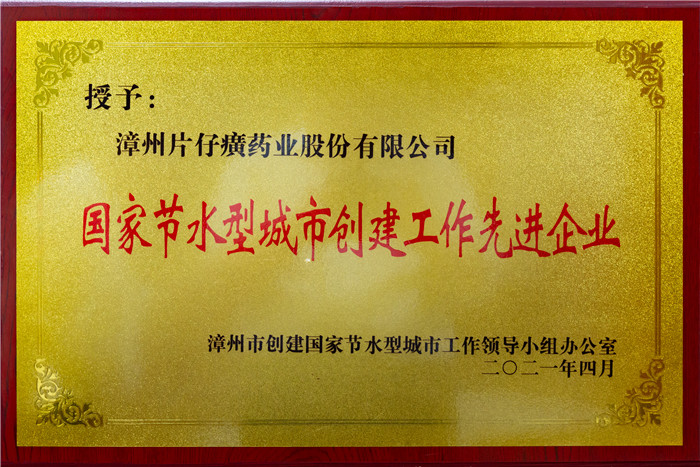 授予：
漳州片仔癀药业股份有限公司
国家节水型城市创建工作先进企业
漳州市创建国家节水型城市工作领导小组办公室
二〇二一年四月